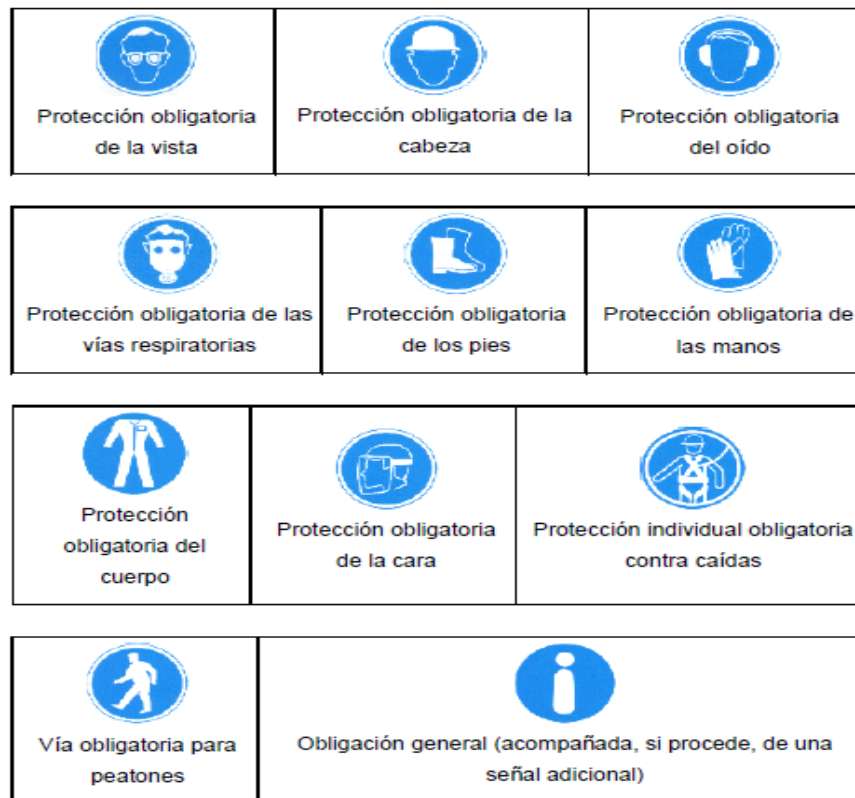 Protección obligatoria
de la vista
Protección obligatoria de la
cabeza
Protección obligatoria
del oído
Protección obligatoria de las
vías respiratorias
Protección obligatoria
de los pies
Protección obligatoria de
las manos
Protección
obligatoria del
cuerpo
Protección obligatoria
de la cara
Protección individual obligatoria
contra caídas
Vía obligatoria para
peatones
Obligación general (acompañada, si procede, de una
señal adicional)